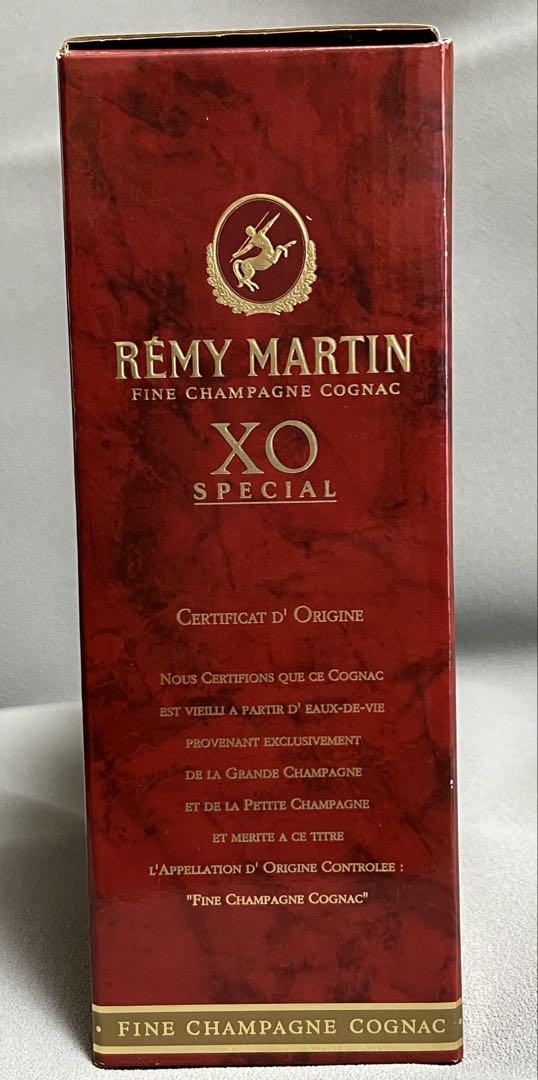 RÉMY MARTIN
FINE CHAMPAGNE COGNAC
XO
SPECIAL
CERTIFICAT D' ORIGINE
NOUS CERTIFIONS QUE CE COGNAC
EST VIEILLI A PARTIR D' EAUX-DE-VIE
PROVENANT EXCLUSIVEMENT
DE LA GRANDE CHAMPAGNE
ET DE LA PETITE CHAMPAGNE
ET MERITE A CE TITRE
L'APPELLATION D' ORIGINE CONTROLEE :
"FINE CHAMPAGNE COGNAC"
• FINE CHAMPAGNE COGNAC •